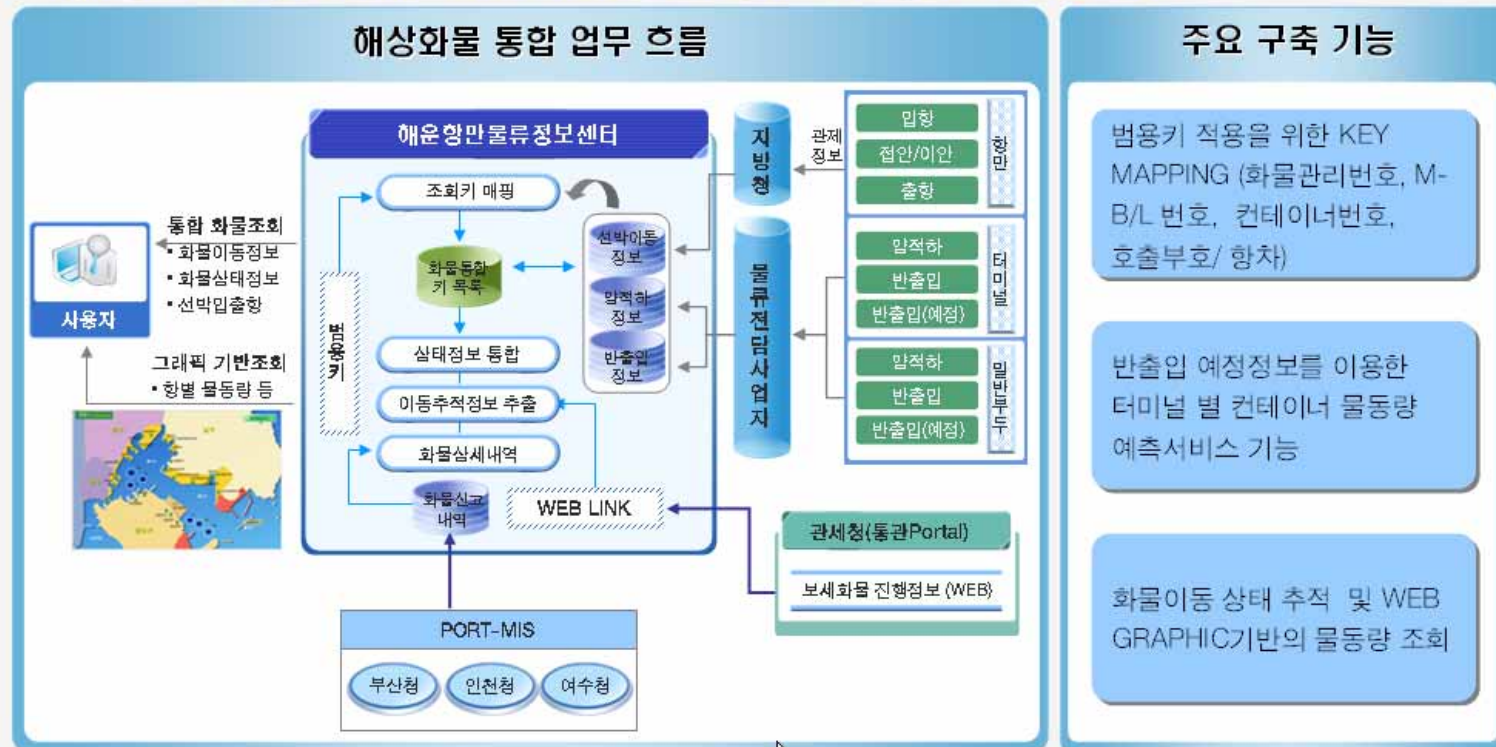 해상화물 통합 업무 흐름
해운항만물류정보센터
조회키 매핑
화물통합
키 목록
상태정보 통합
이동추적정보 추출
화물상세내역
화물신고
내역
WEB LINK
범용키
선박이동
정보
양적하
정보
반출입
정보
통합 화물조회
▪ 화물이동정보
▪ 화물상태정보
▪ 선박입출항
사용자
그래픽 기반조회
▪ 항별 물동량 등
지방청
물류전담사업자
관제
정보
입항
접안/이안
출항
항만
양적하
반출입
반출입(예정)
터미널
양적하
반출입
반출입(예정)
일반부두
관세청(통관Portal)
보세화물 진행정보 (WEB)
PORT-MIS
부산청
인천청
여수청
주요 구축 기능
범용키 적용을 위한 KEY
MAPPING (화물관리번호, M-
B/L 번호, 컨테이너번호,
호출부호/ 항차)
반출입 예정정보를 이용한
터미널 별 컨테이너 물동량
예측서비스 기능
화물이동 상태 추적 및 WEB
GRAPHIC기반의 물동량 조회